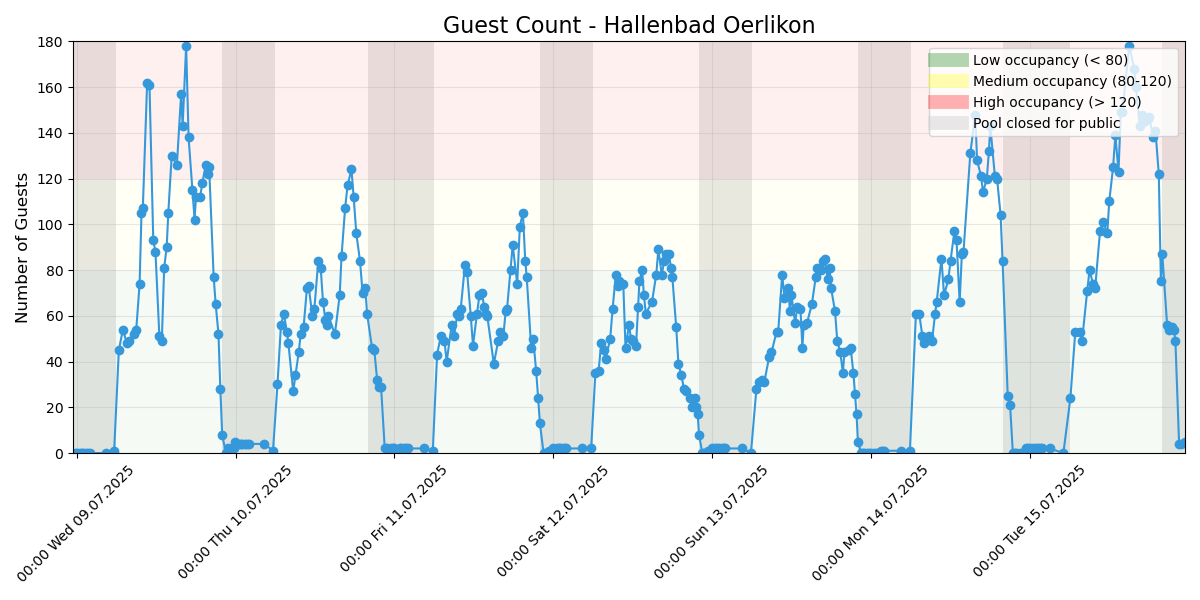 Guest Count - Hallenbad Oerlikon
Low occupancy (< 80)
Medium occupancy (80-120)
High occupancy (> 120)
Pool closed for public
Number of Guests
180
160
140
120
100
80
60
40
20
0
00:00 Wed 09.07.2025
00:00 Thu 10.07.2025
00:00 Fri 11.07.2025
00:00 Sat 12.07.2025
00:00 Sun 13.07.2025
00:00 Mon 14.07.2025
00:00 Tue 15.07.2025